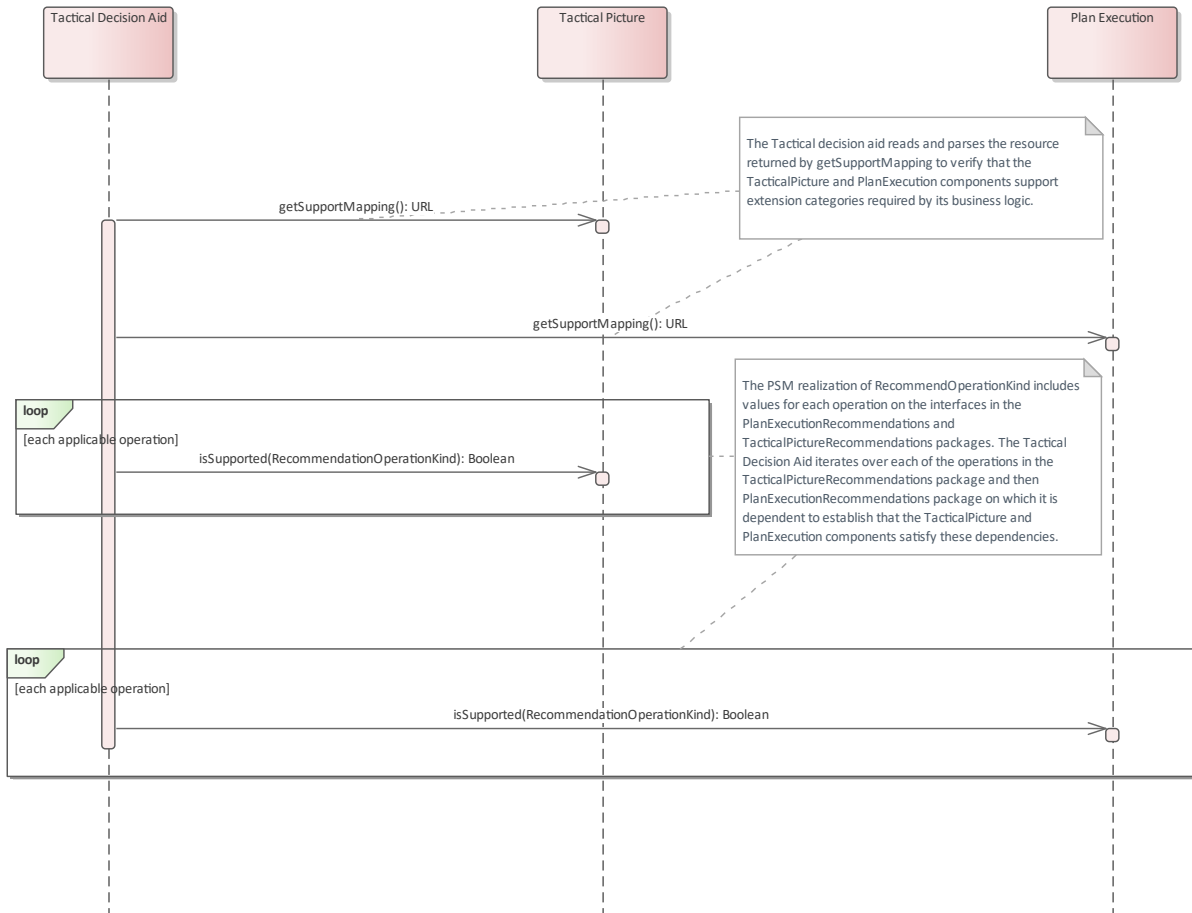 Tactical Decision Aid
Tactical Picture
Plan Execution
The Tactical decision aid reads and parses the resource
returned by getSupportMapping to verify that the
TacticalPicture and PlanExecution components support
extension categories required by its business logic.
getSupportMapping(): URL
getSupportMapping(): URL
The PSM realization of RecommendOperationKind includes
values for each operation on the interfaces in the
PlanExecutionRecommendations and
TacticalPictureRecommendations packages. The Tactical
Decision Aid iterates over each of the operations in the
TacticalPictureRecommendations package and then
PlanExecutionRecommendations package on which it is
dependent to establish that the TacticalPicture and
PlanExecution components satisfy these dependencies.
loop
[each applicable operation]
isSupported(RecommendationOperationKind): Boolean
loop
[each applicable operation]
isSupported(RecommendationOperationKind): Boolean